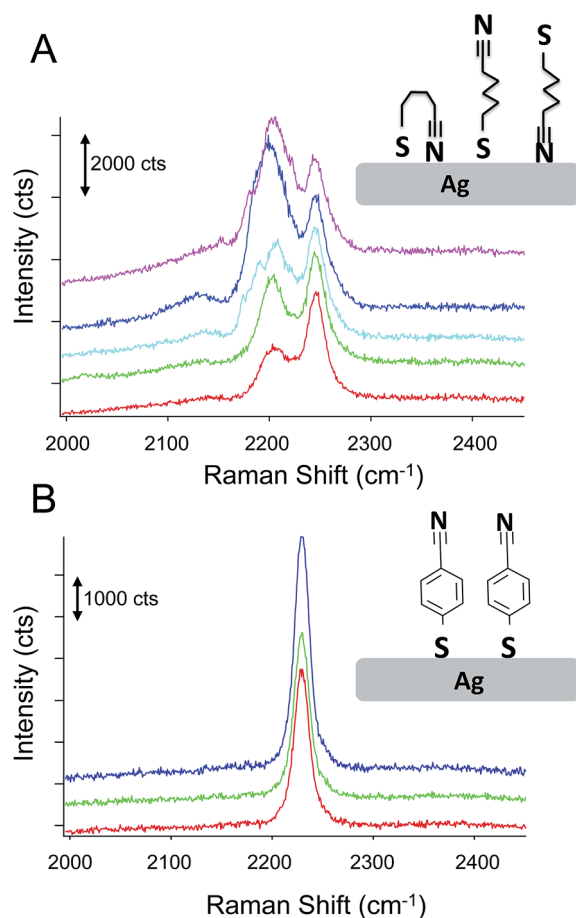 A
N
S
S
N
S
N
Ag
2000 cts
Intensity (cts)
2000
2100
2200
2300
2400
Raman Shift (cm⁻¹)
B
N
N
S
S
Ag
1000 cts
Intensity (cts)
2000
2100
2200
2300
2400
Raman Shift (cm⁻¹)